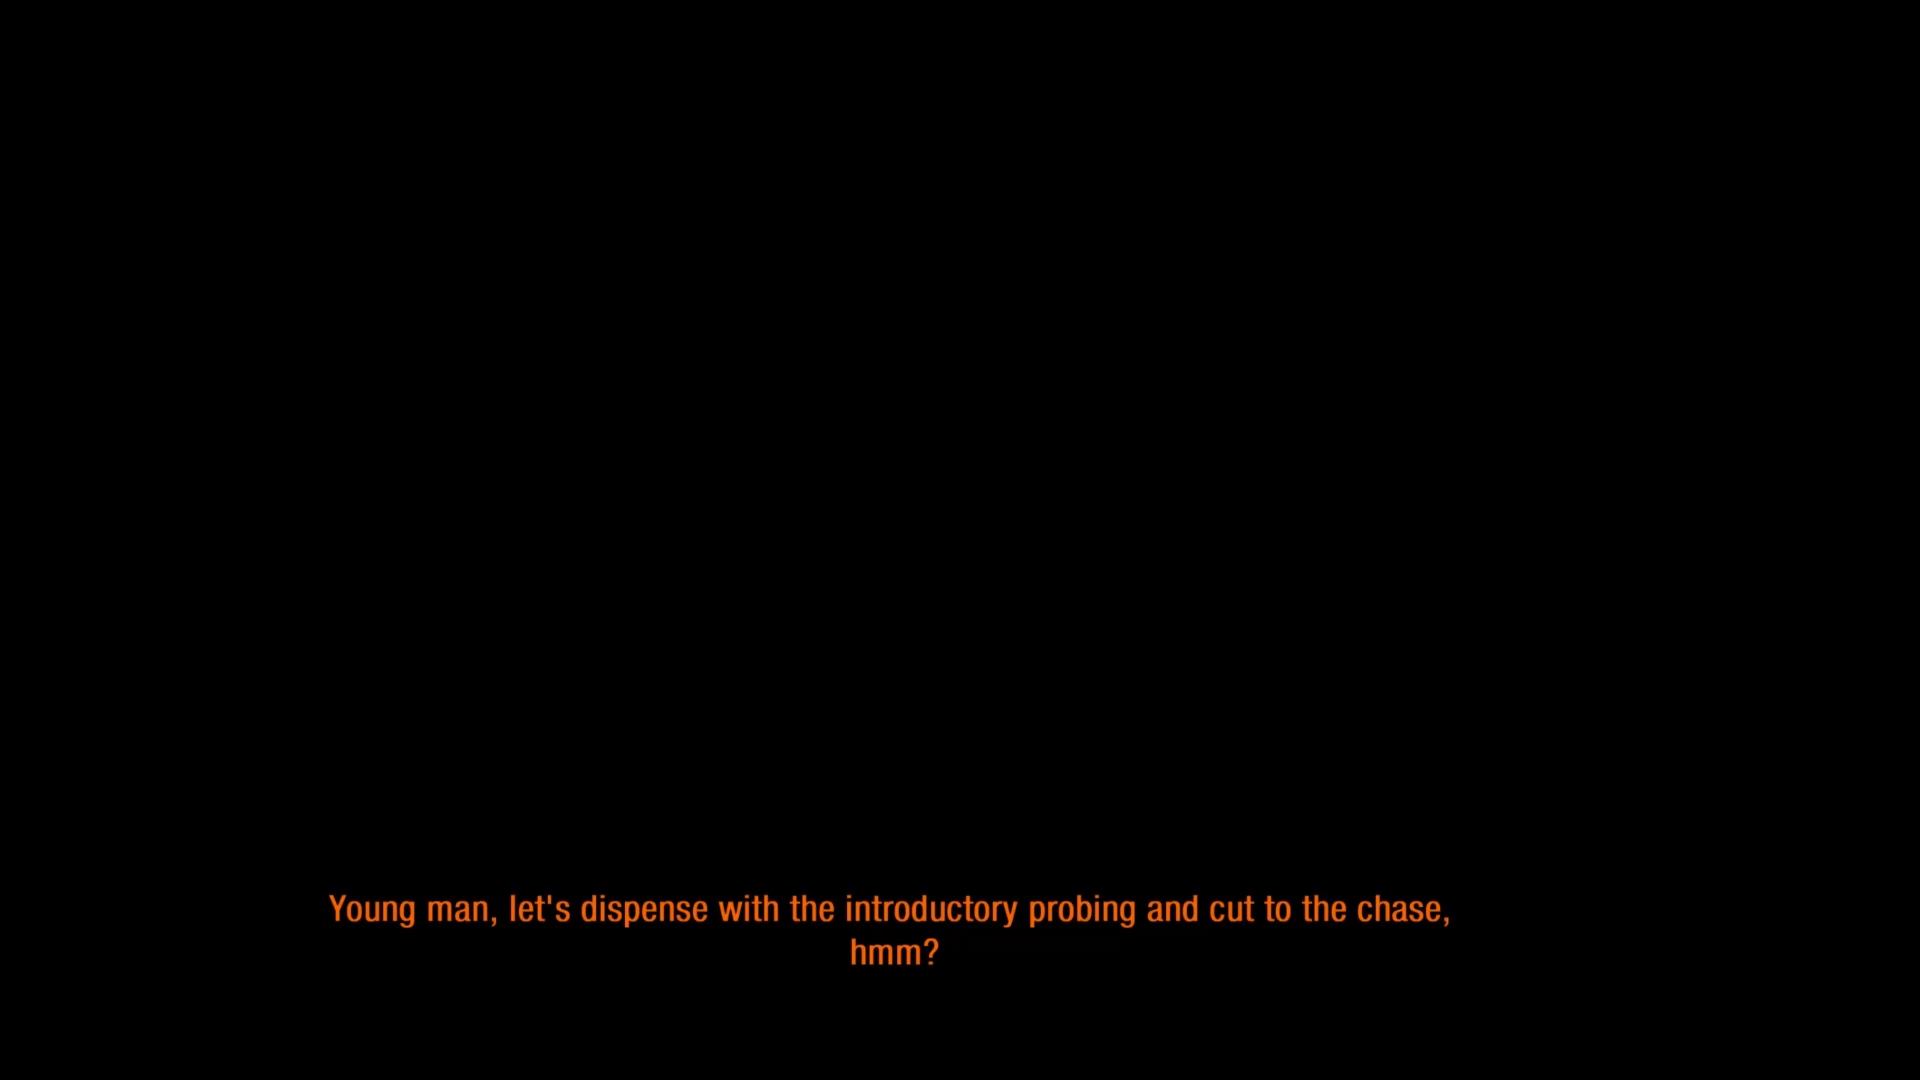 Young man, let's dispense with the introductory probing and cut to the chase,
hmm?